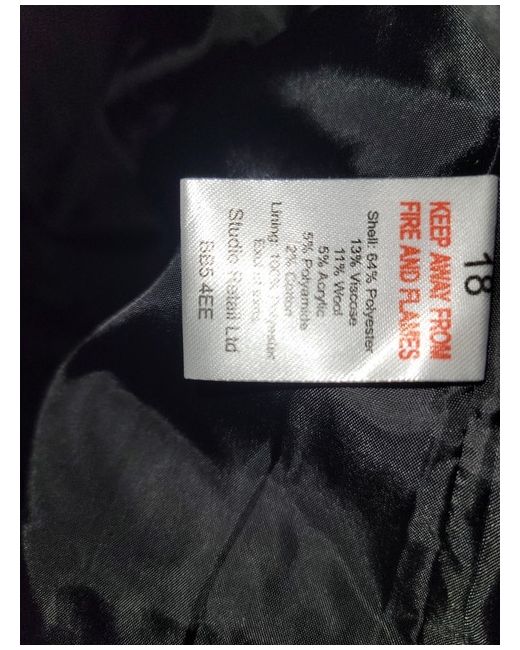 18
KEEP AWAY FROM
FIRE AND FLAMES
Shell: 64% Polyester
13% Viscose
11% Wool
5% Acrylic
5% Polyamide
2% Cotton
Lining: 100% Polyester
Studio Retail Ltd
BB5 4EE